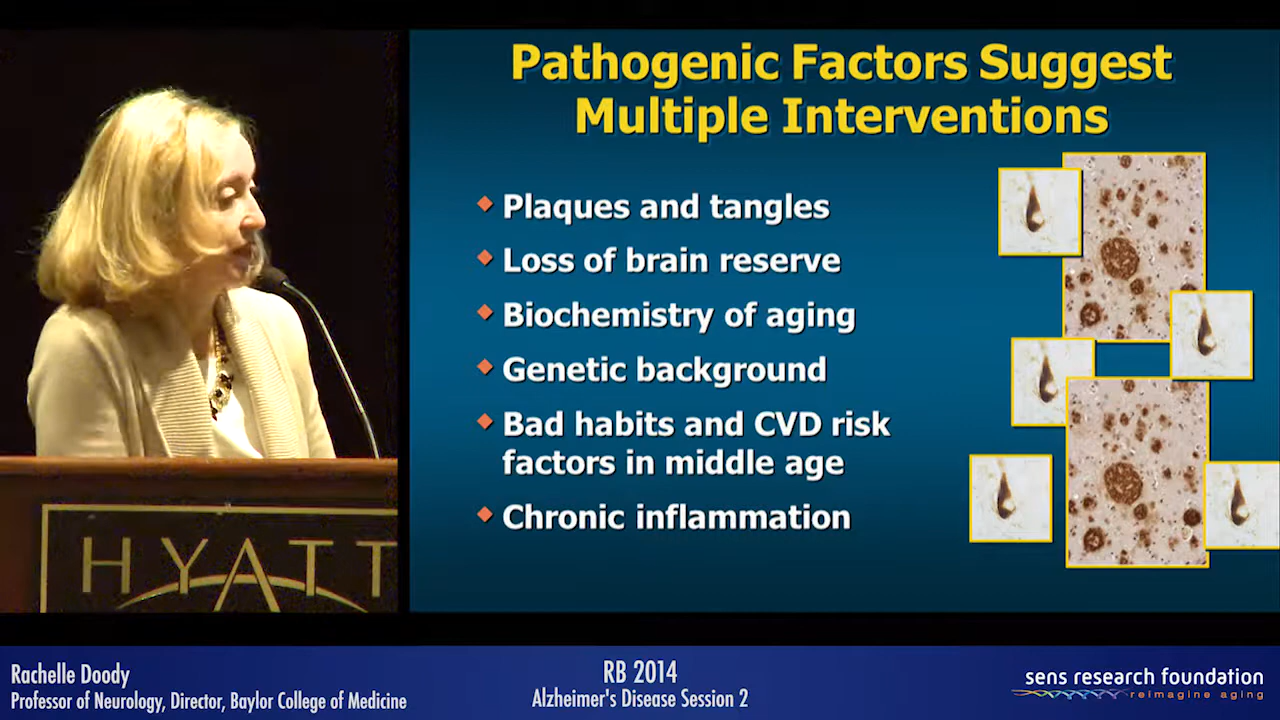 Pathogenic Factors Suggest
Multiple Interventions
Plaques and tangles
Loss of brain reserve
Biochemistry of aging
Genetic background
Bad habits and CVD risk
factors in middle age
Chronic inflammation
HYATT
Rachelle Doody
Professor of Neurology, Director, Baylor College of Medicine
RB 2014
Alzheimer's Disease Session 2
sens research foundation
reimagine aging